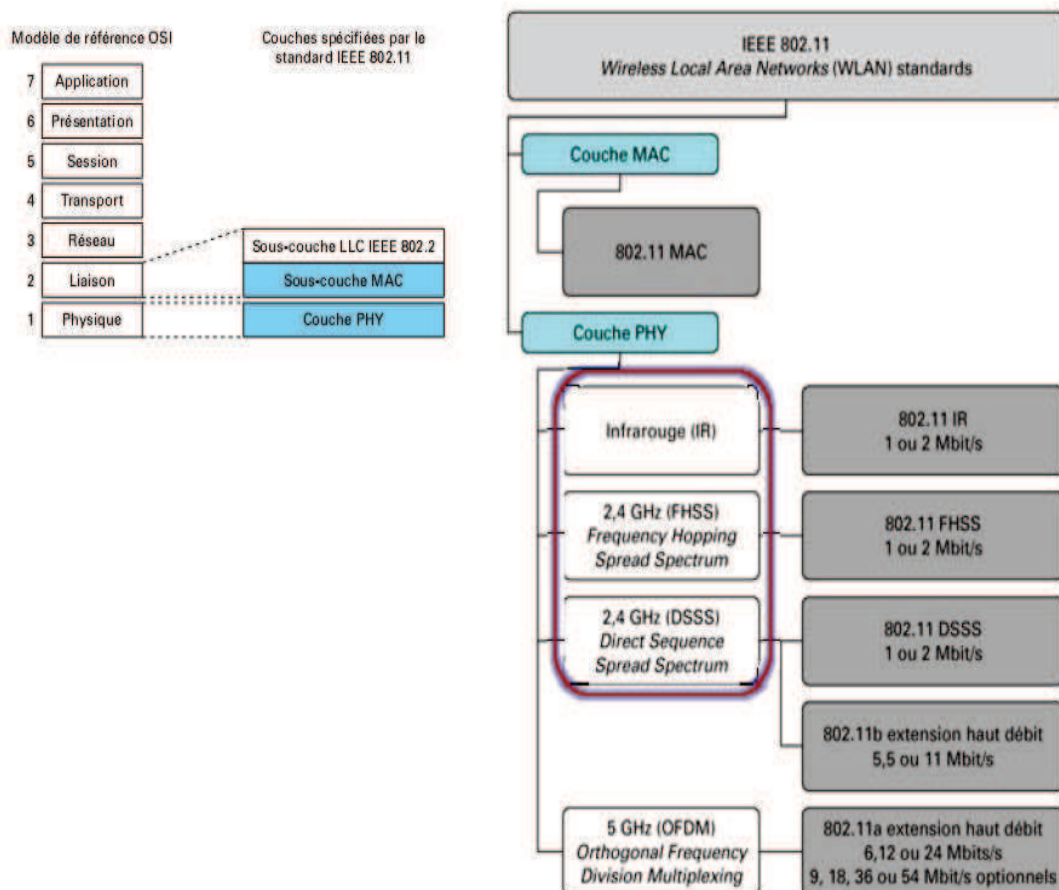 Modèle de référence OSI
7 Application
6 Présentation
5 Session
4 Transport
3 Réseau
2 Liaison
1 Physique
Couches spécifiées par le
standard IEEE 802.11
Sous-couche LLC IEEE 802.2
Sous-couche MAC
Couche PHY
IEEE 802.11
Wireless Local Area Networks (WLAN) standards
Couche MAC
802.11 MAC
Couche PHY
Infrarouge (IR)
802.11 IR
1 ou 2 Mbit/s
2,4 GHz (FHSS)
Frequency Hopping
Spread Spectrum
802.11 FHSS
1 ou 2 Mbit/s
2,4 GHz (DSSS)
Direct Sequence
Spread Spectrum
802.11 DSSS
1 ou 2 Mbit/s
802.11b extension haut débit
5,5 ou 11 Mbit/s
5 GHz (OFDM)
Orthogonal Frequency
Division Multiplexing
802.11a extension haut débit
6,12 ou 24 Mbits/s
9, 18, 36 ou 54 Mbit/s optionnels